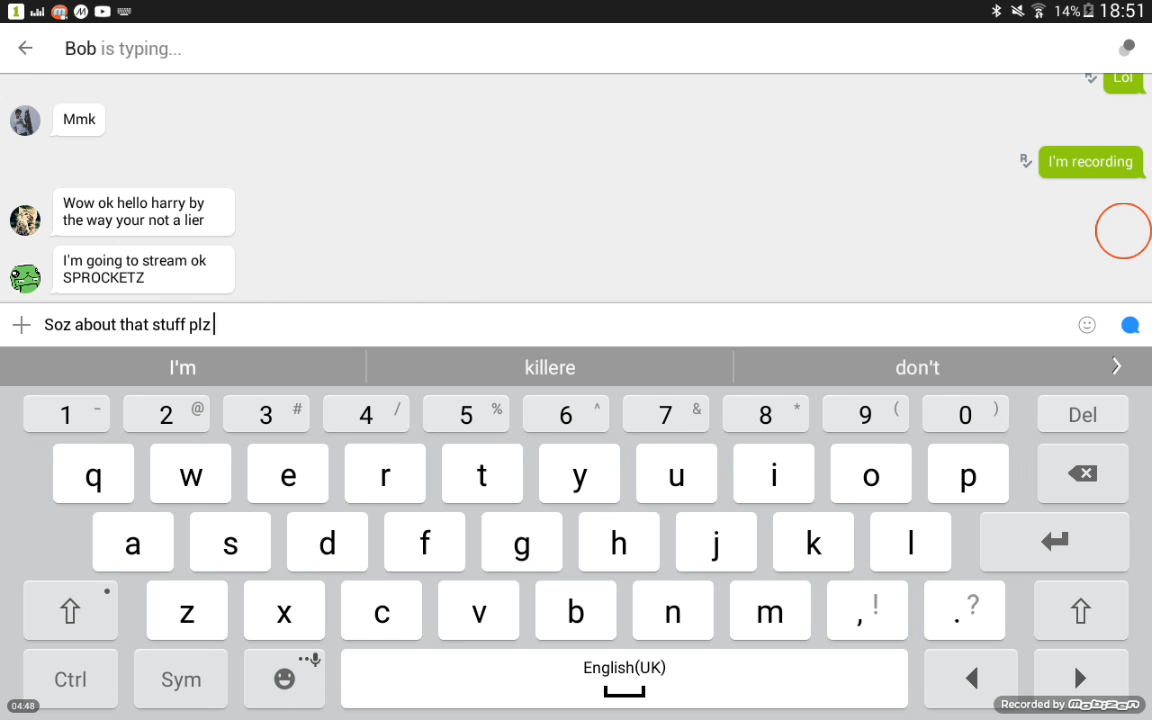 1 14% 18:51
Bob is typing...
Lol
Mmk
R
I'm recording
Wow ok hello harry by
the way your not a lier
I'm going to stream ok
SPROCKETZ
Soz about that stuff plz
I'm killere don't
1 - 2 @ 3 # 4 / 5 % 6 ^ 7 & 8 * 9 ( 0 ) Del
q w e r t y u i o p
a s d f g h j k l
z x c v b n m , ! . ?
Ctrl Sym English(UK)
04:48 Recorded by mobizen